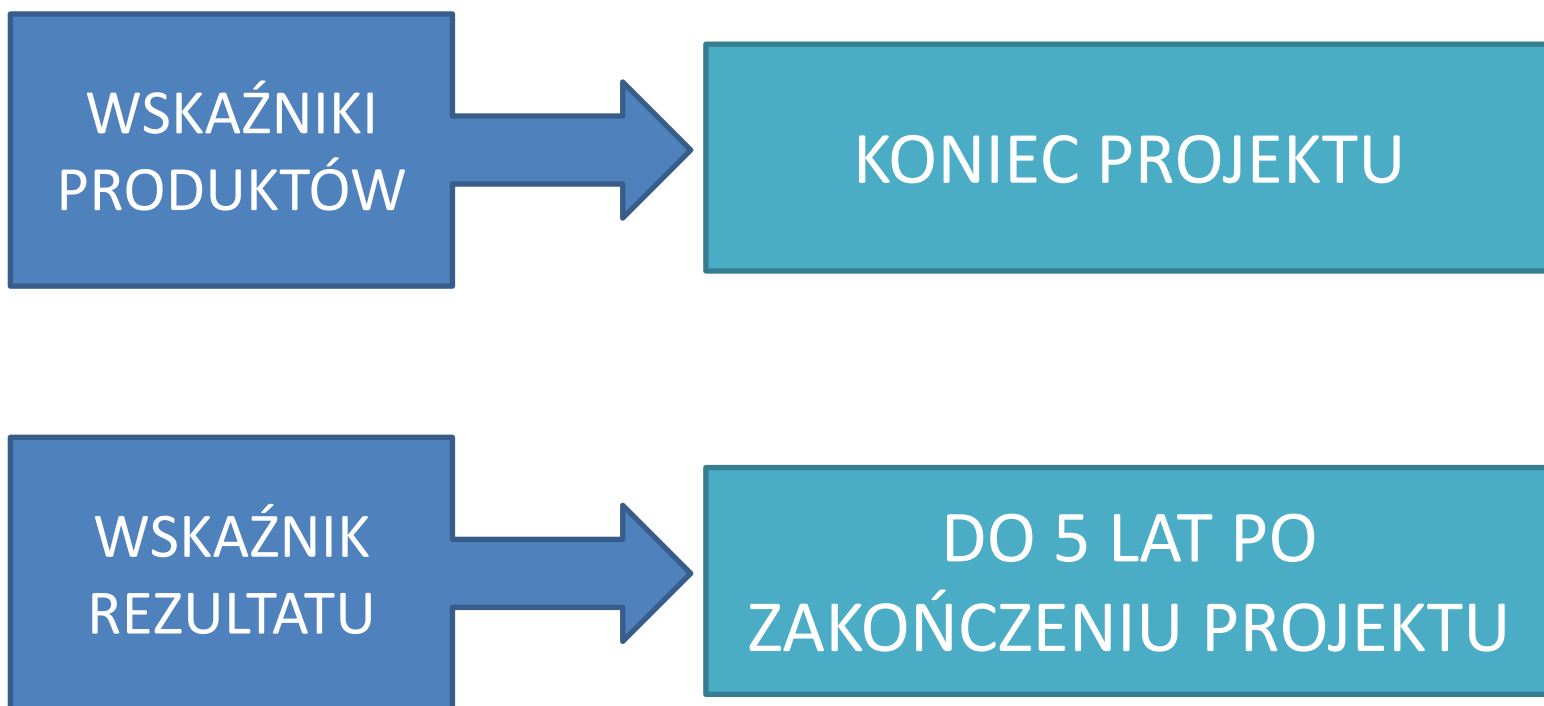 WSKAŹNIKI
PRODUKTÓW
KONIEC PROJEKTU
WSKAŹNIK
REZULTATU
DO 5 LAT PO
ZAKOŃCZENIU PROJEKTU